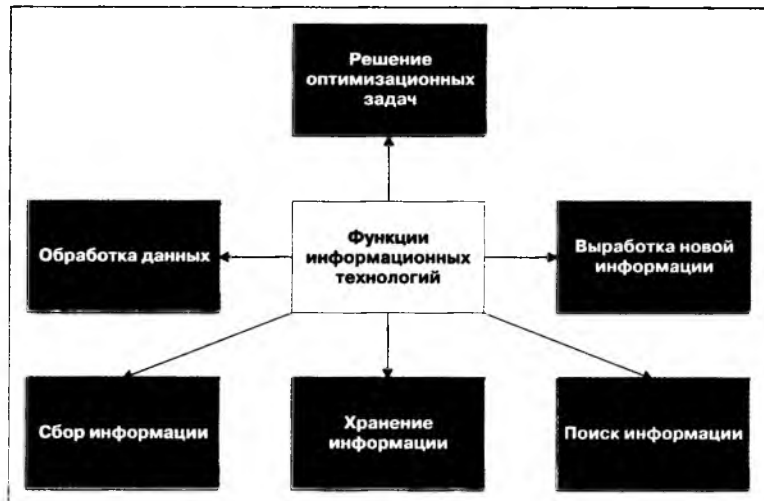 Решение
оптимизационных
задач
Обработка данных
Функции
информационных
технологий
Выработка новой
информации
Сбор информации
Хранение
информации
Поиск информации